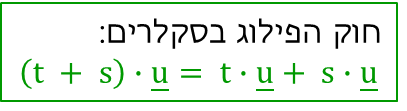 חוק הפילוג בסקלרים:
(t + s) · u = t · u + s · u